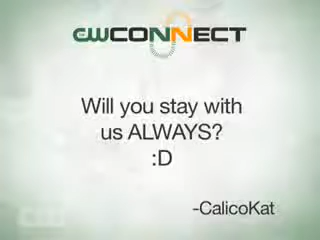 CWCONNECT
Will you stay with
us ALWAYS?
:D
-CalicoKat